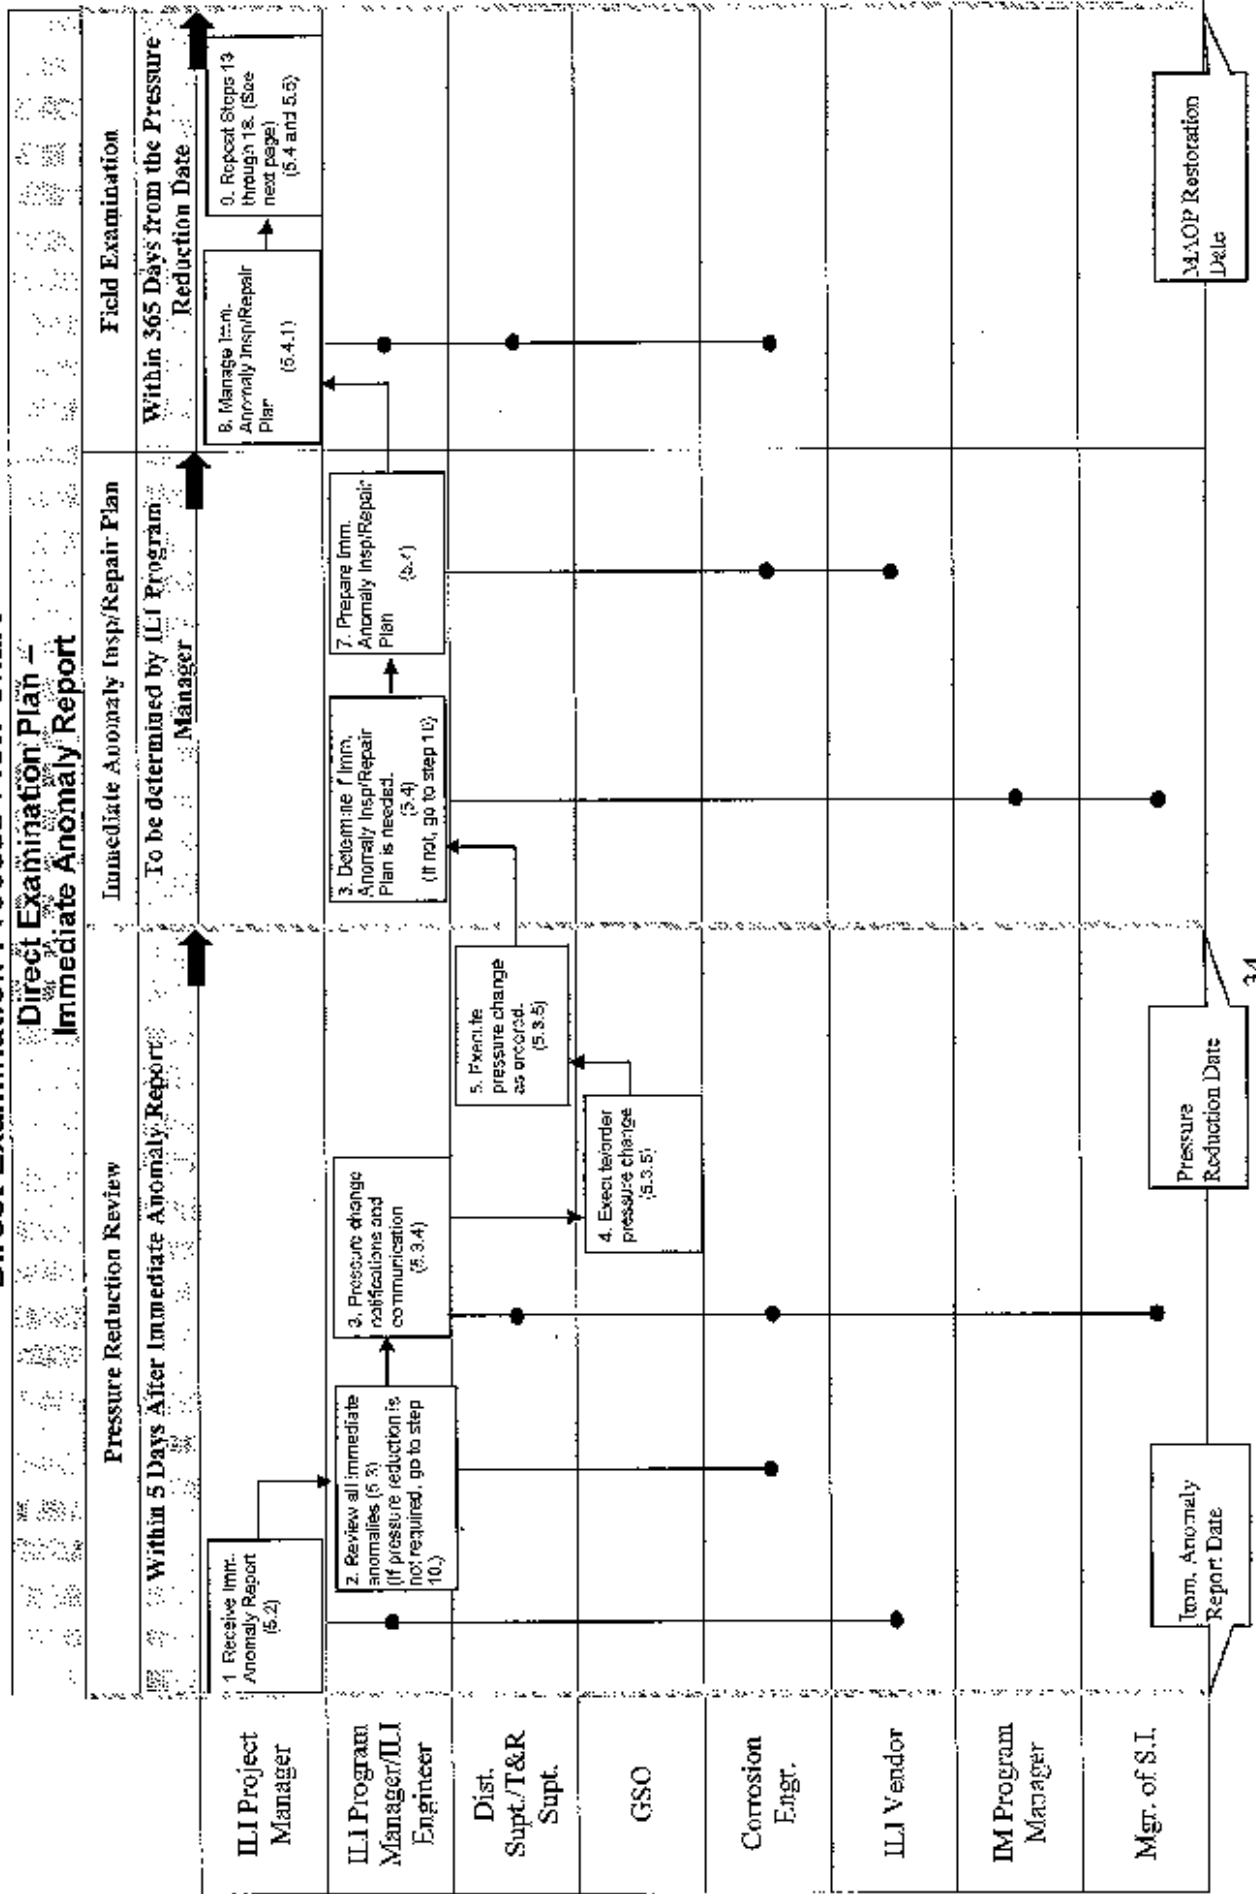 Direct Examination Plan –
Immediate Anomaly Report
Pressure Reduction Review
Immediate Anomaly Insp/Repair Plan
Field Examination
Within 5 Days After Immediate Anomaly Report
To be determined by ILI Program
Manager
Within 365 Days from the Pressure
Reduction Date
ILI Project
Manager
1 Receive Imm.
Anomaly Report
(5.2)
8. Manage Imm.
Anomaly Insp/Repair
Plan
(5.4.1)
9. Repeat Steps 13
through 18. (See
next page)
(5.4 and 5.5)
ILI Program
Manager/ILI
Engineer
2. Review all immediate
anomalies (5.3)
(If pressure reduction is
not required, go to step
10.)
3. Pressure change
notifications and
communication
(5.3.4)
3. Determine if Imm.
Anomaly Insp/Repair
Plan is needed.
(5.4)
(If not, go to step 10)
7. Prepare Imm.
Anomaly Insp/Repair
Plan
(5.4)
Dist.
Supt./T&R
Supt.
5. Execute
pressure change
as ordered.
(5.3.5)
GSO
4. Execute/order
pressure change
(5.3.5)
Corrosion
Engr.
ILI Vendor
IM Program
Manager
Mgr. of S.I.
Imm. Anomaly
Report Date
Pressure
Reduction Date
MAOP Restoration
Date
34